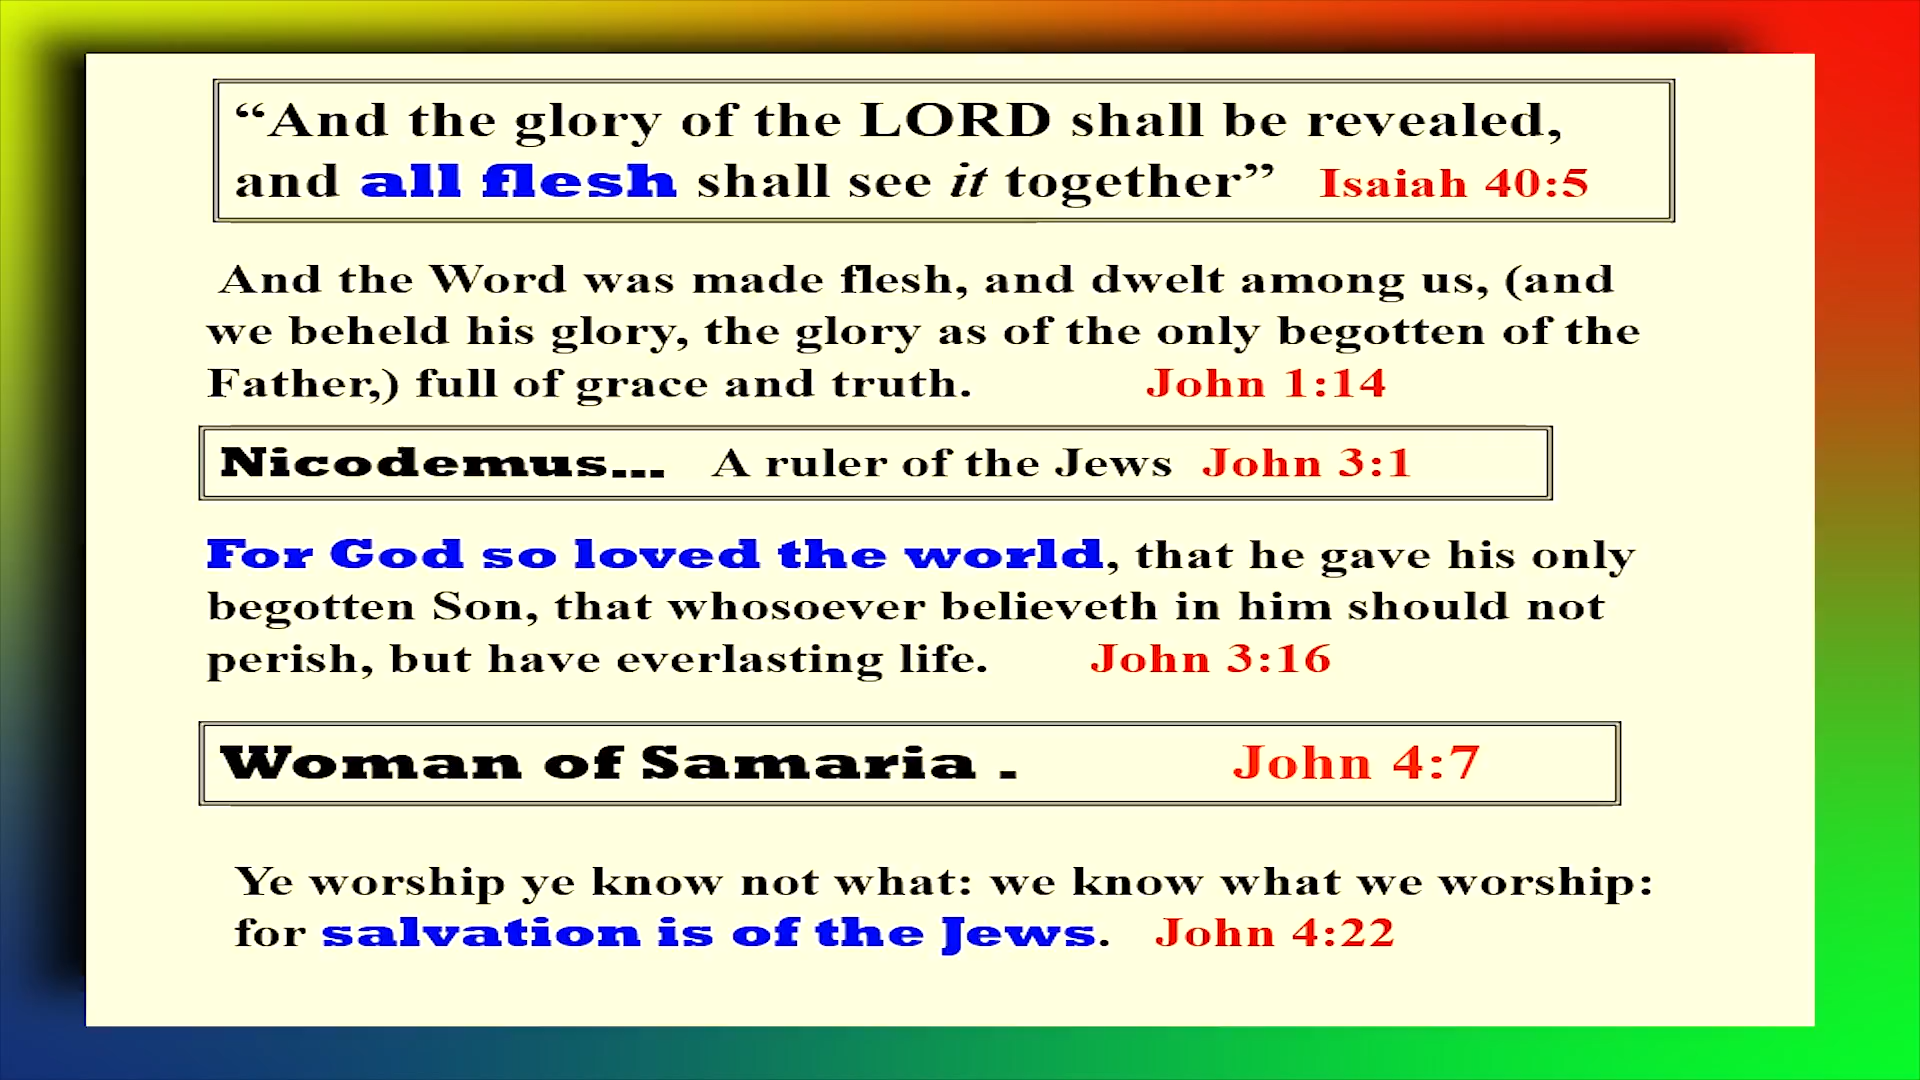 “And the glory of the LORD shall be revealed,
and all flesh shall see it together” Isaiah 40:5
And the Word was made flesh, and dwelt among us, (and
we beheld his glory, the glory as of the only begotten of the
Father,) full of grace and truth. John 1:14
Nicodemus... A ruler of the Jews John 3:1
For God so loved the world, that he gave his only
begotten Son, that whosoever believeth in him should not
perish, but have everlasting life. John 3:16
Woman of Samaria . John 4:7
Ye worship ye know not what: we know what we worship:
for salvation is of the Jews. John 4:22